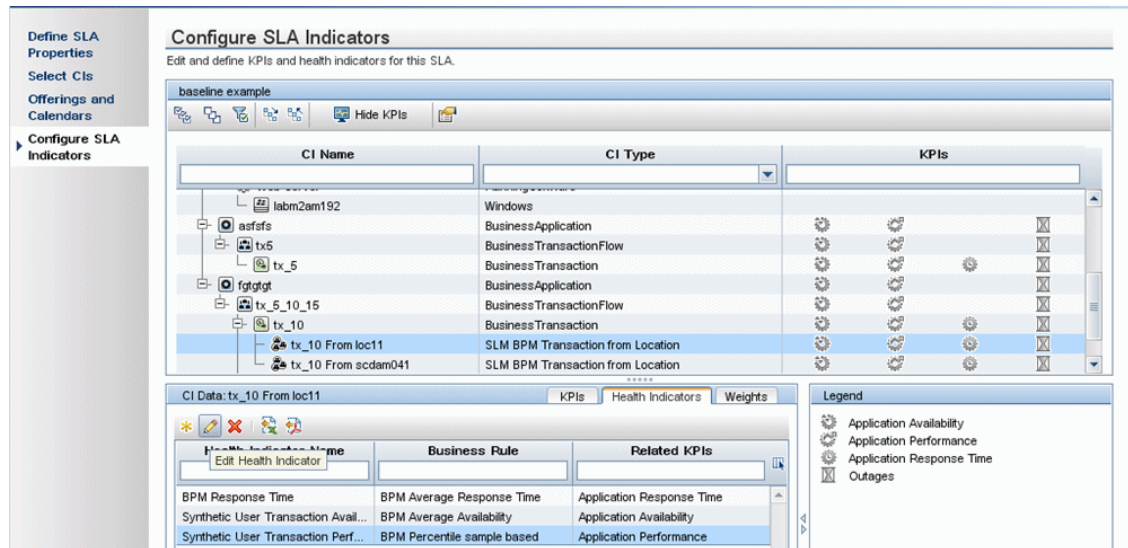 Define SLA
Properties
Select CIs
Offerings and
Calendars
Configure SLA
Indicators
Configure SLA Indicators
Edit and define KPIs and health indicators for this SLA.
baseline example
Hide KPIs
CI Name CI Type KPIs
labm2am192 Windows
asfsfs BusinessApplication
tx5 BusinessTransactionFlow
tx_5 BusinessTransaction
fgtgtgt BusinessApplication
tx_5_10_15 BusinessTransactionFlow
tx_10 BusinessTransaction
tx_10 From loc11 SLM BPM Transaction from Location
tx_10 From scdam041 SLM BPM Transaction from Location
CI Data: tx_10 From loc11 KPIs Health Indicators Weights
Health Indicator Name Business Rule Related KPIs
Edit Health Indicator
BPM Response Time BPM Average Response Time Application Response Time
Synthetic User Transaction Avail... BPM Average Availability Application Availability
Synthetic User Transaction Perf... BPM Percentile sample based Application Performance
Legend
Application Availability
Application Performance
Application Response Time
Outages